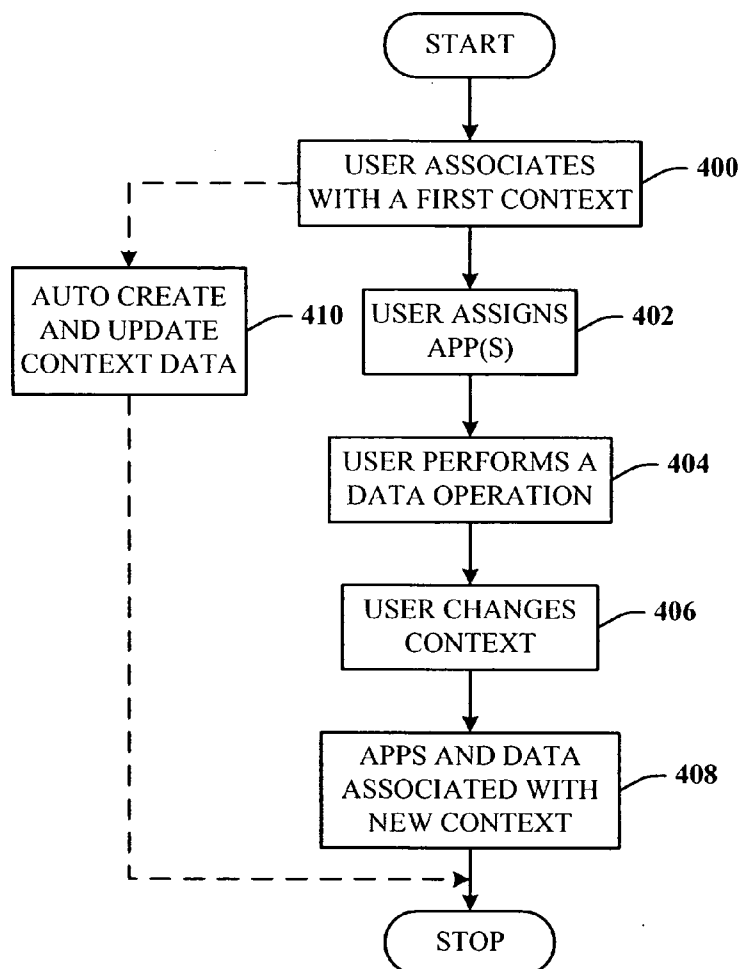 START
USER ASSOCIATES
WITH A FIRST CONTEXT
400
AUTO CREATE
AND UPDATE
CONTEXT DATA
410
USER ASSIGNS
APP(S)
402
USER PERFORMS A
DATA OPERATION
404
USER CHANGES
CONTEXT
406
APPS AND DATA
ASSOCIATED WITH
NEW CONTEXT
408
STOP